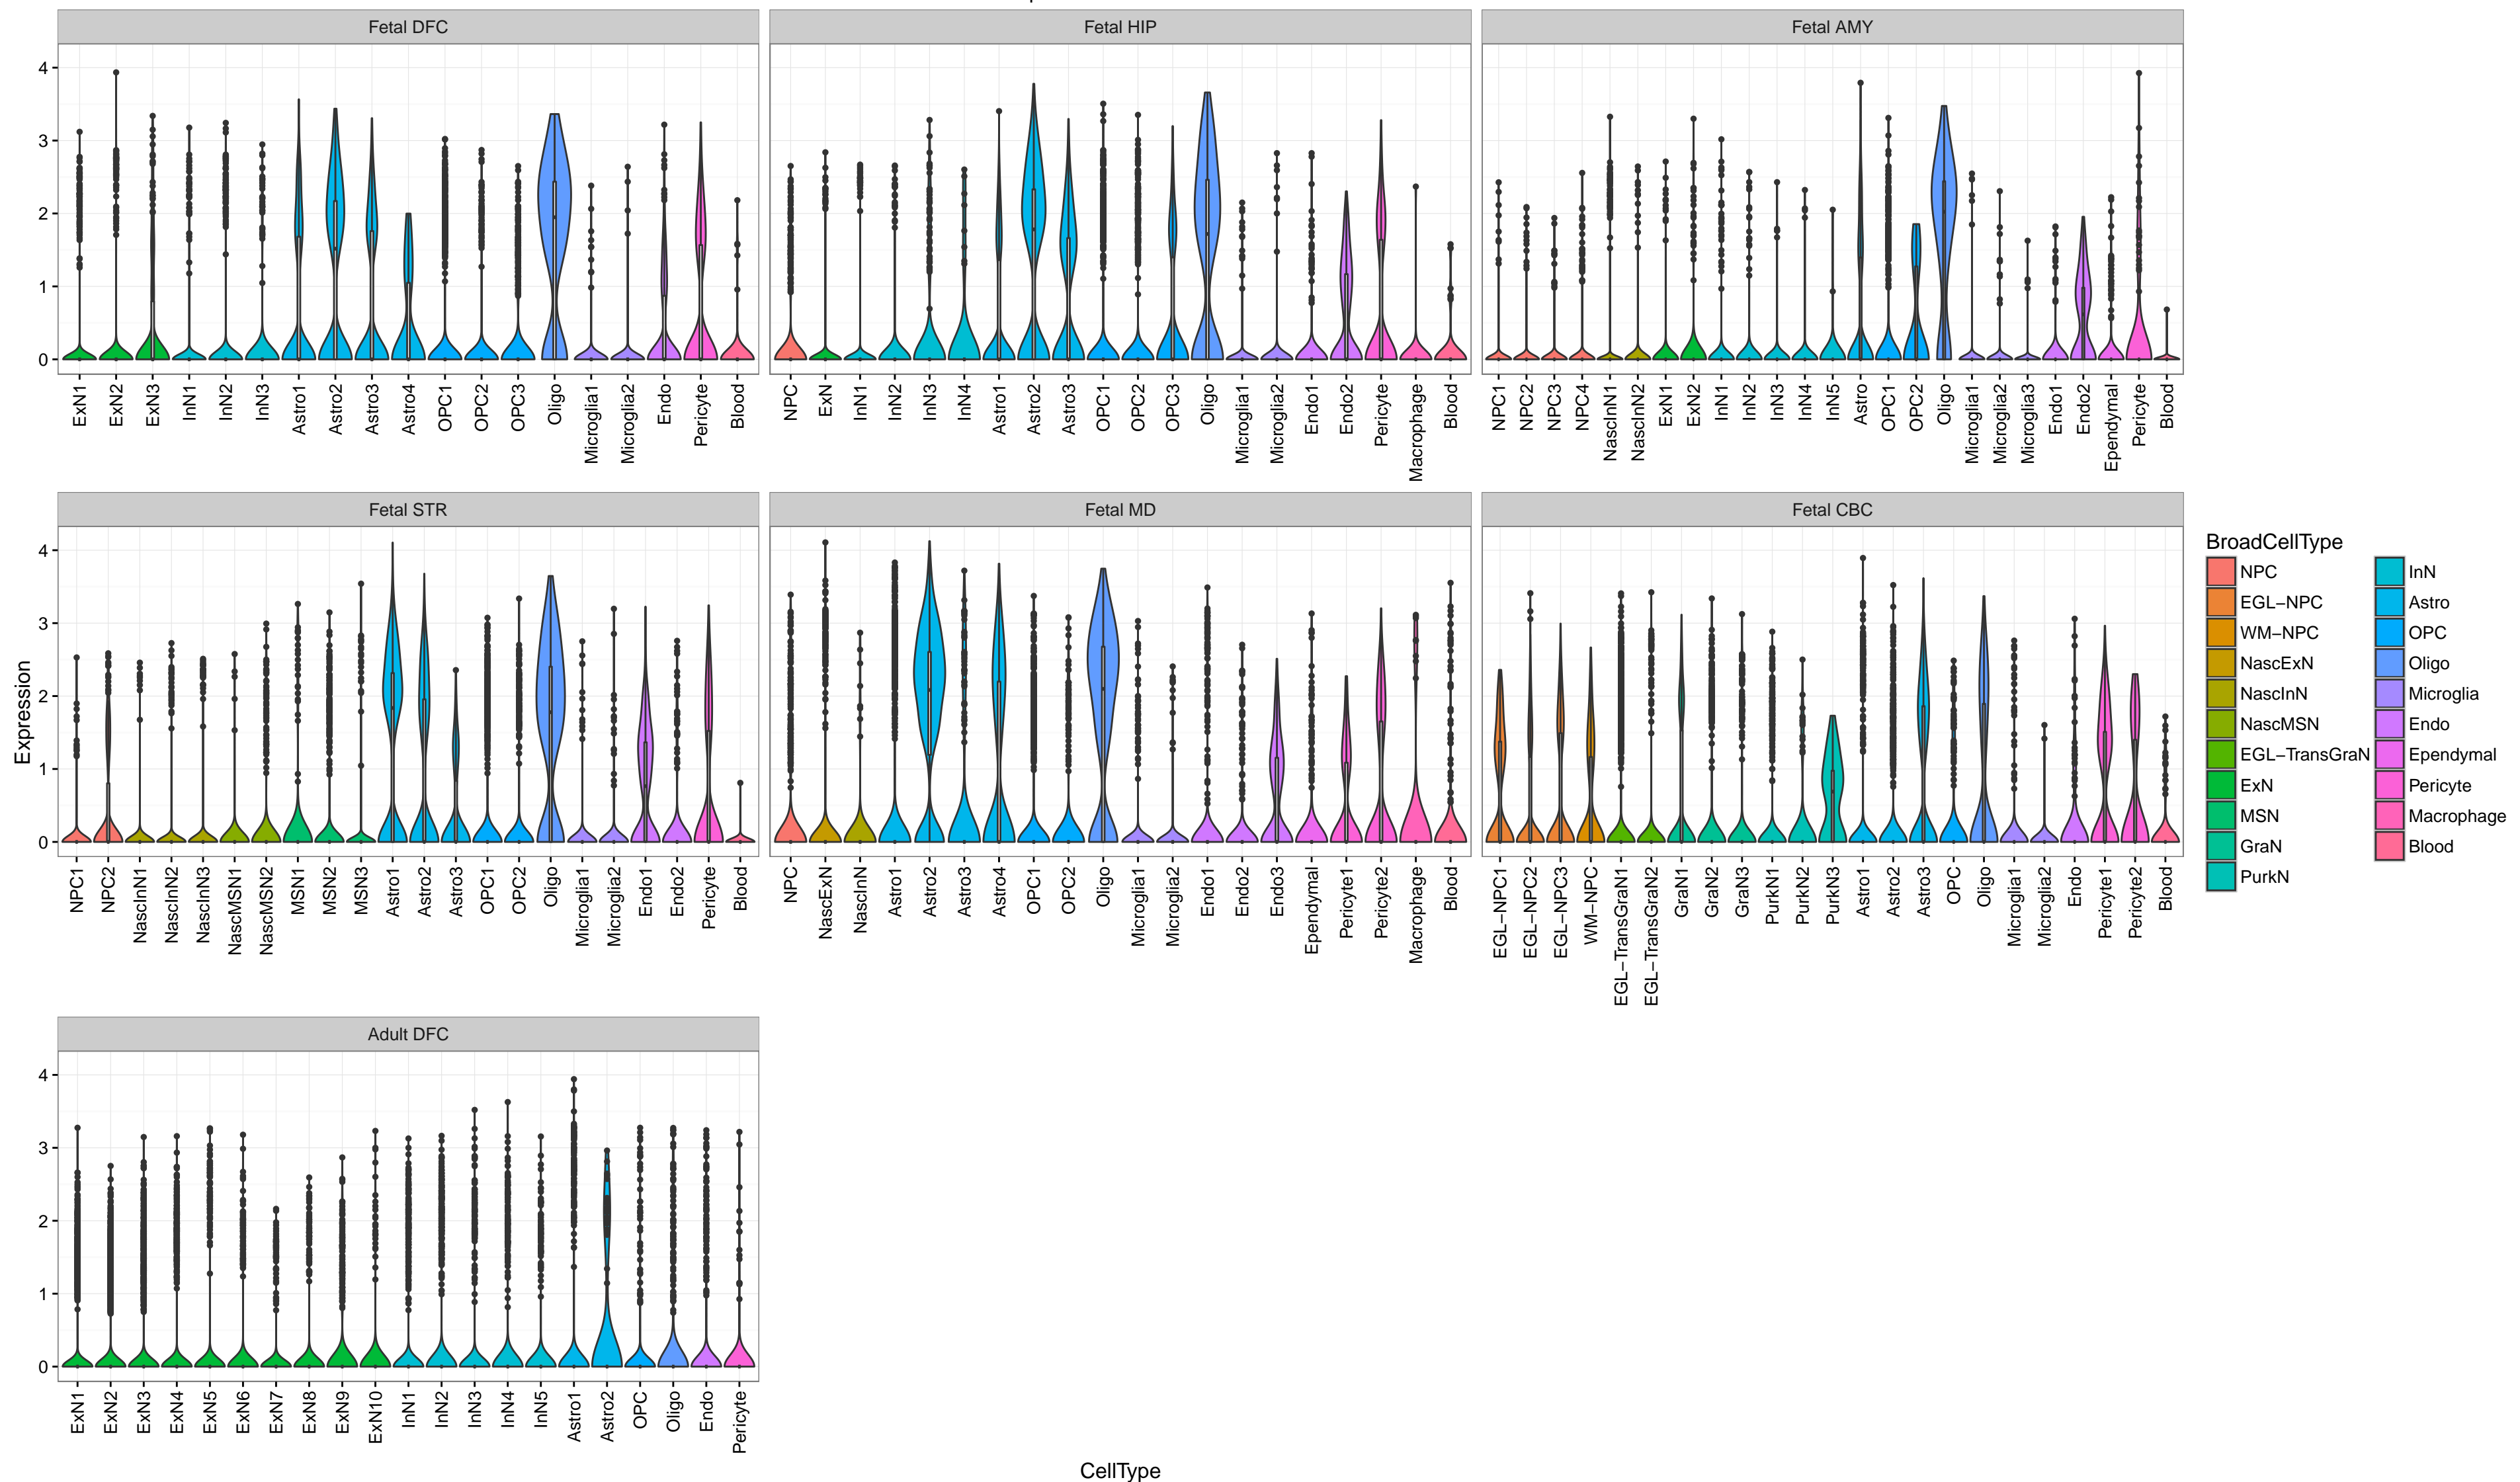 Fetal DFC
Fetal HIP
Fetal AMY
4
3
2
1
0
ExN1 ExN2 ExN3 InN1 InN2 InN3 Astro1 Astro2 Astro3 Astro4 OPC1 OPC2 OPC3 Oligo Microglia1 Microglia2 Endo Pericyte Blood
NPC ExN InN1 InN2 InN3 InN4 Astro1 Astro2 Astro3 OPC1 OPC2 OPC3 Oligo Microglia1 Microglia2 Endo1 Endo2 Pericyte Macrophage Blood
NPC1 NPC2 NPC3 NPC4 NascInN1 NascInN2 ExN1 ExN2 InN1 InN2 InN3 InN4 InN5 Astro OPC1 OPC2 Oligo Microglia1 Microglia2 Microglia3 Endo1 Endo2 Ependymal Pericyte Blood
Fetal STR
Fetal MD
Fetal CBC
Expression
4
3
2
1
0
NPC1 NPC2 NascInN1 NascInN2 NascInN3 NascMSN1 NascMSN2 MSN1 MSN2 MSN3 Astro1 Astro2 Astro3 OPC1 OPC2 Oligo Microglia1 Microglia2 Endo1 Endo2 Pericyte Blood
NPC NascExN NascInN Astro1 Astro2 Astro3 Astro4 OPC1 OPC2 Oligo Microglia1 Microglia2 Endo1 Endo2 Endo3 Ependymal Pericyte1 Pericyte2 Macrophage Blood
EGL−NPC1 EGL−NPC2 EGL−NPC3 WM−NPC EGL−TransGraN1 EGL−TransGraN2 GraN1 GraN2 GraN3 PurkN1 PurkN2 PurkN3 Astro1 Astro2 Astro3 OPC Oligo Microglia1 Microglia2 Endo Pericyte1 Pericyte2 Blood
BroadCellType
NPC
EGL−NPC
WM−NPC
NascExN
NascInN
NascMSN
EGL−TransGraN
ExN
MSN
GraN
PurkN
InN
Astro
OPC
Oligo
Microglia
Endo
Ependymal
Pericyte
Macrophage
Blood
Adult DFC
4
3
2
1
0
ExN1 ExN2 ExN3 ExN4 ExN5 ExN6 ExN7 ExN8 ExN9 ExN10 InN1 InN2 InN3 InN4 InN5 Astro1 Astro2 OPC Oligo Endo Pericyte
CellType